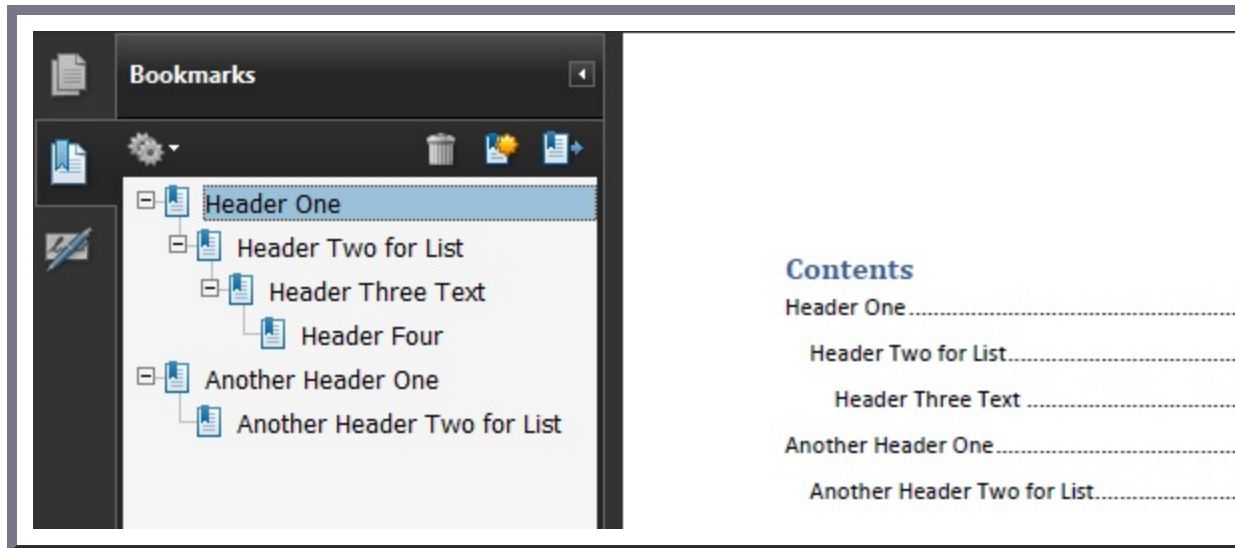 Bookmarks
Header One
Header Two for List
Header Three Text
Header Four
Another Header One
Another Header Two for List
Contents
Header One
Header Two for List
Header Three Text
Another Header One
Another Header Two for List